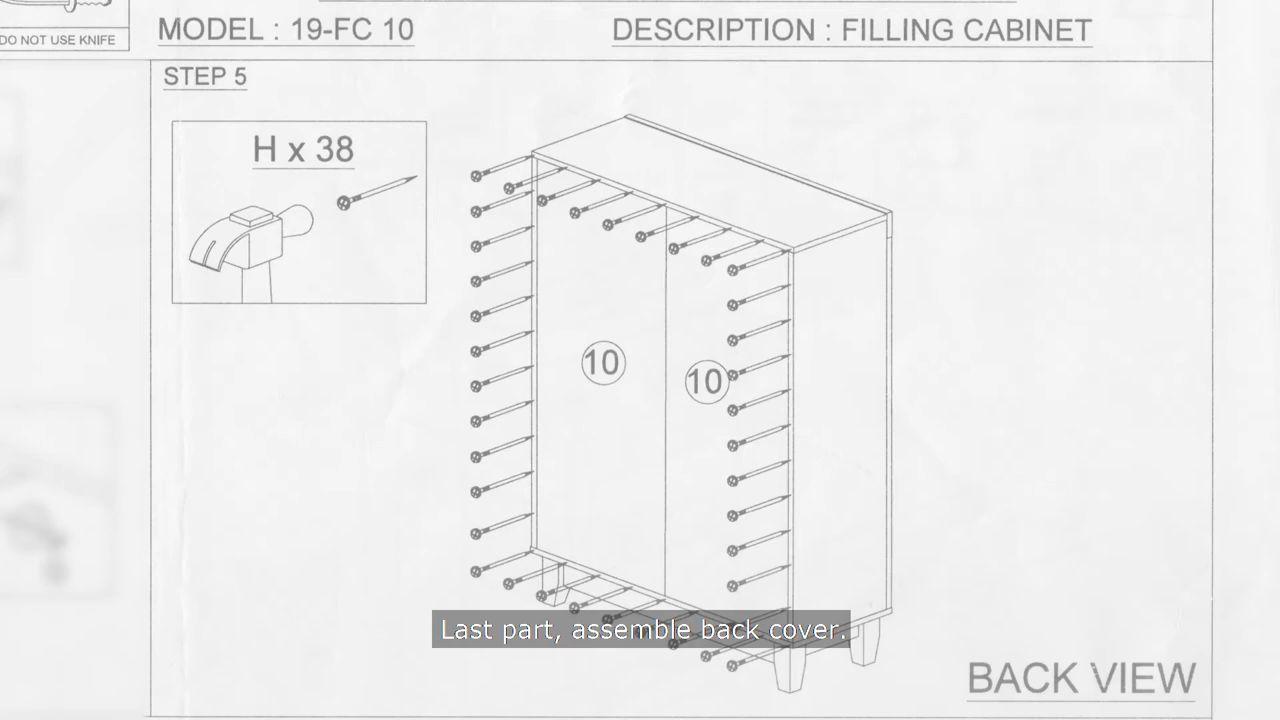 DO NOT USE KNIFE
MODEL : 19-FC 10
DESCRIPTION : FILLING CABINET
STEP 5
H x 38
10
10
Last part, assemble back cover.
BACK VIEW